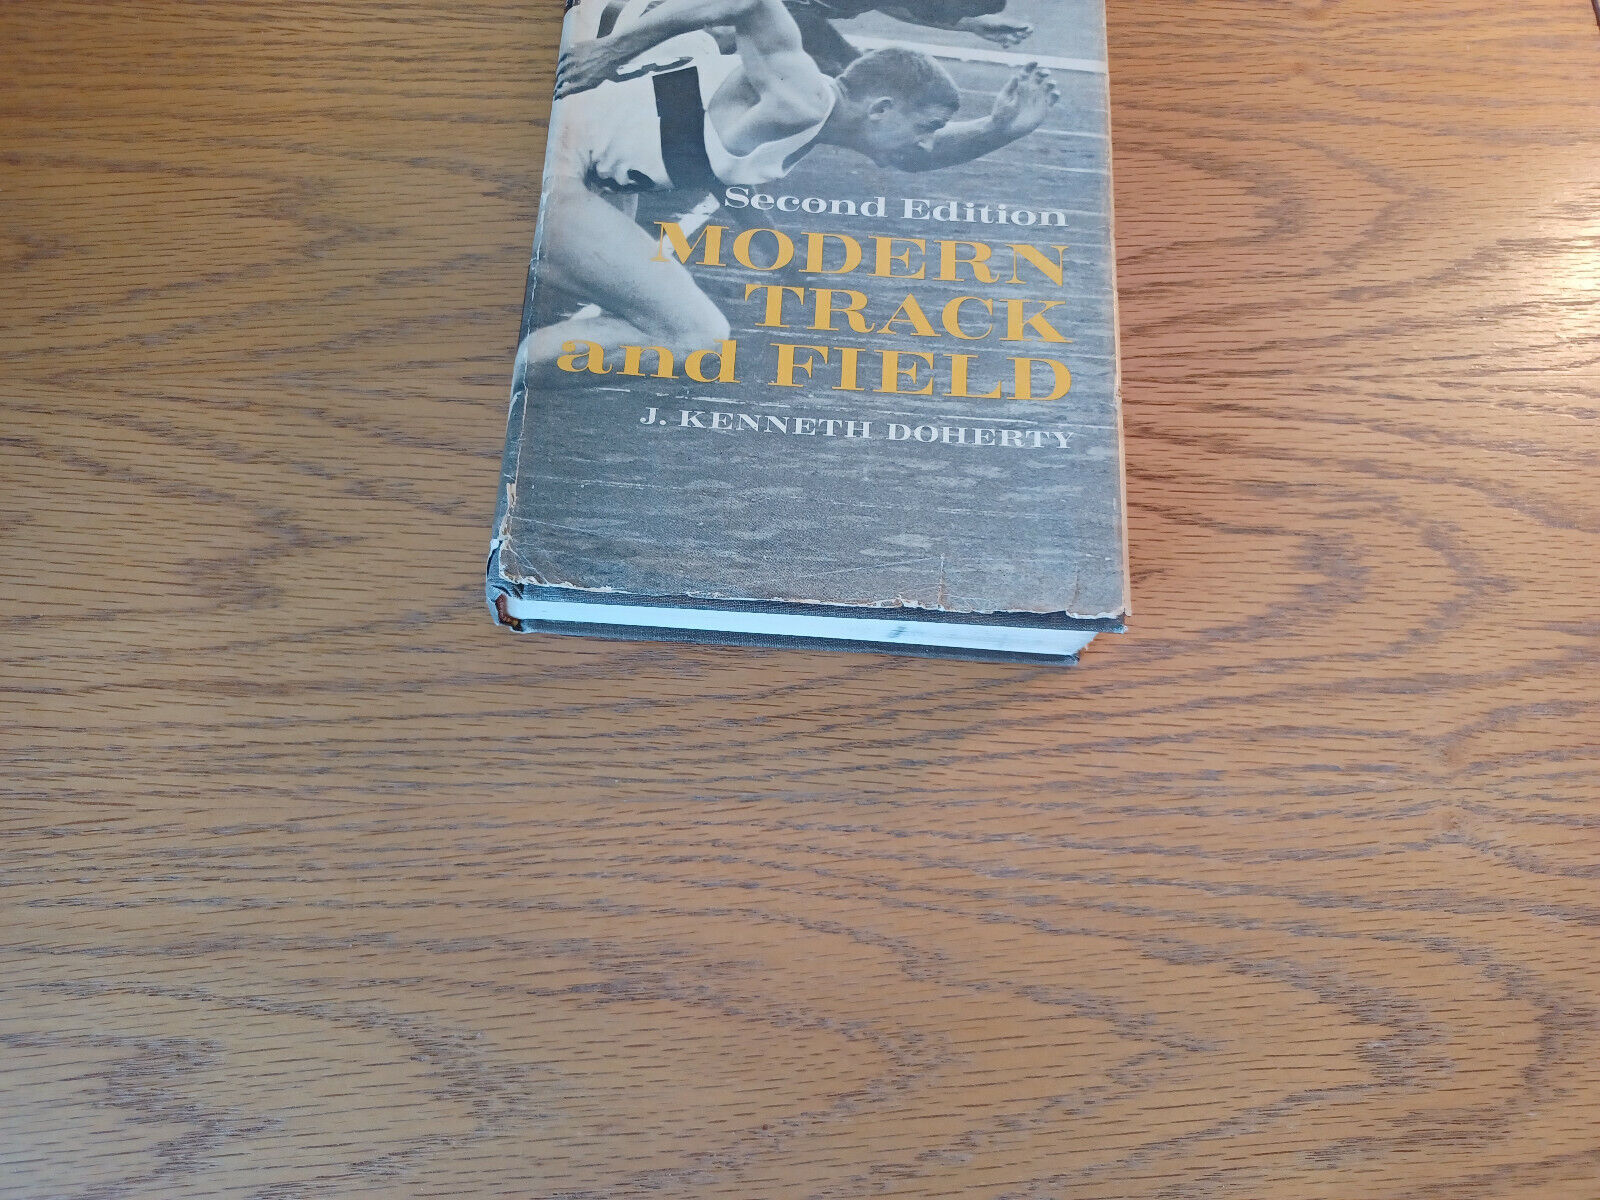 Second Edition
MODERN
TRACK
and FIELD
J. KENNETH DOHERTY